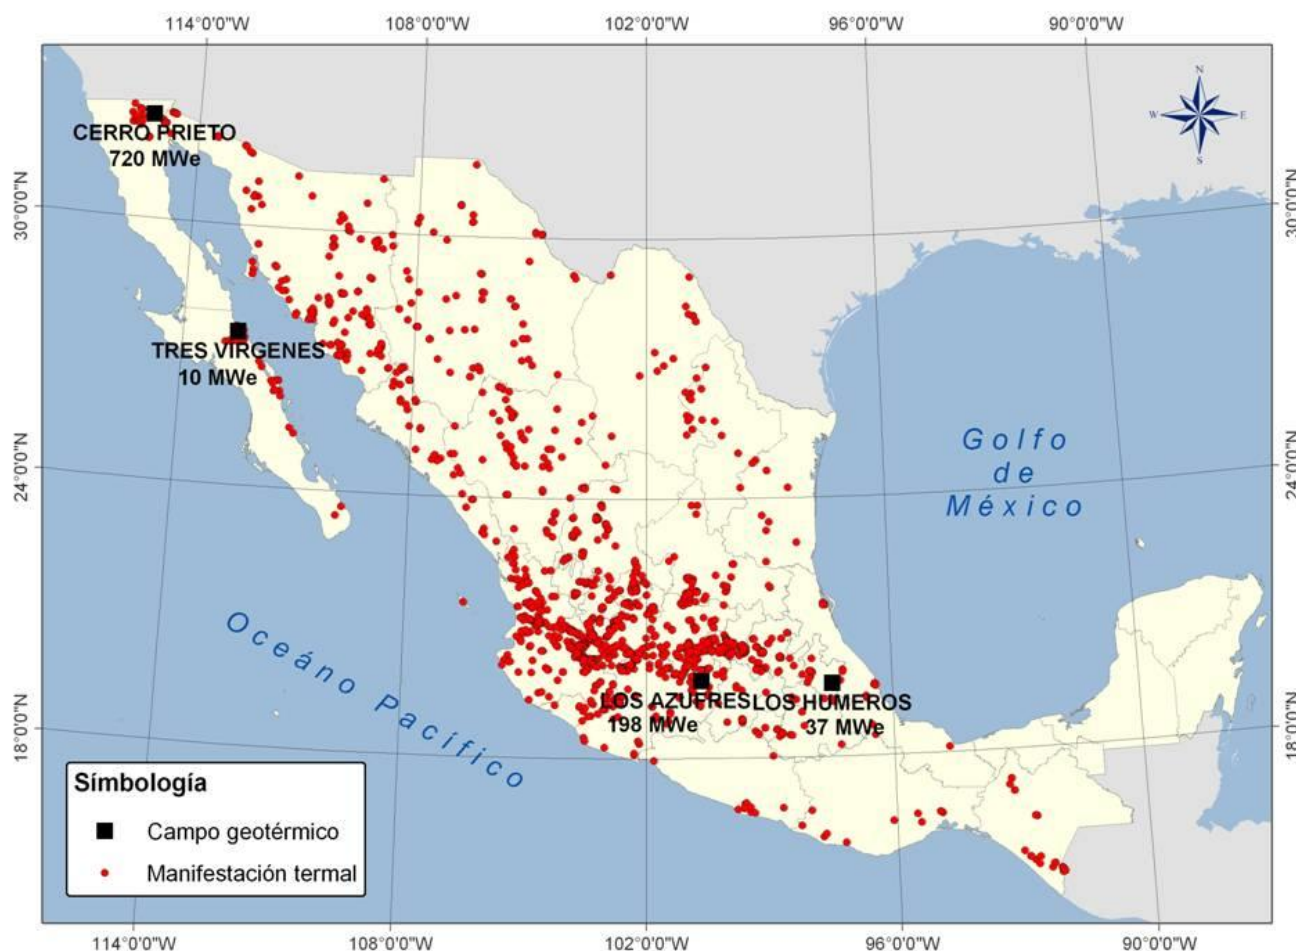 114°0'0"W 108°0'0"W 102°0'0"W 96°0'0"W 90°0'0"W
N
W E
S
CERRO PRIETO
720 MWe
30°0'0"N 30°0'0"N
TRES VIRGENES
10 MWe
Golfo
de
México
24°0'0"N 24°0'0"N
Oceáno Pacífico
LOS AZUFRES LOS HUMEROS
198 MWe 37 MWe
18°0'0"N 18°0'0"N
Símbología
Campo geotérmico
Manifestación termal
114°0'0"W 108°0'0"W 102°0'0"W 96°0'0"W 90°0'0"W